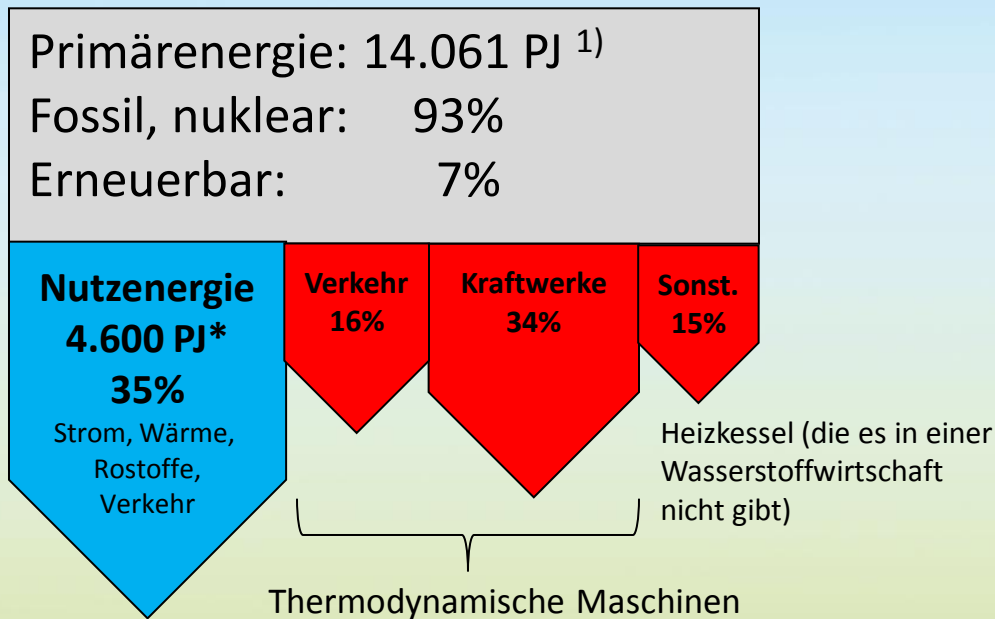 Primärenergie: 14.061 PJ 1)
Fossil, nuklear: 93%
Erneuerbar: 7%
Nutzenergie
4.600 PJ*
35%
Strom, Wärme,
Rostoffe,
Verkehr
Verkehr
16%
Kraftwerke
34%
Sonst.
15%
Heizkessel (die es in einer
Wasserstoffwirtschaft
nicht gibt)
Thermodynamische Maschinen